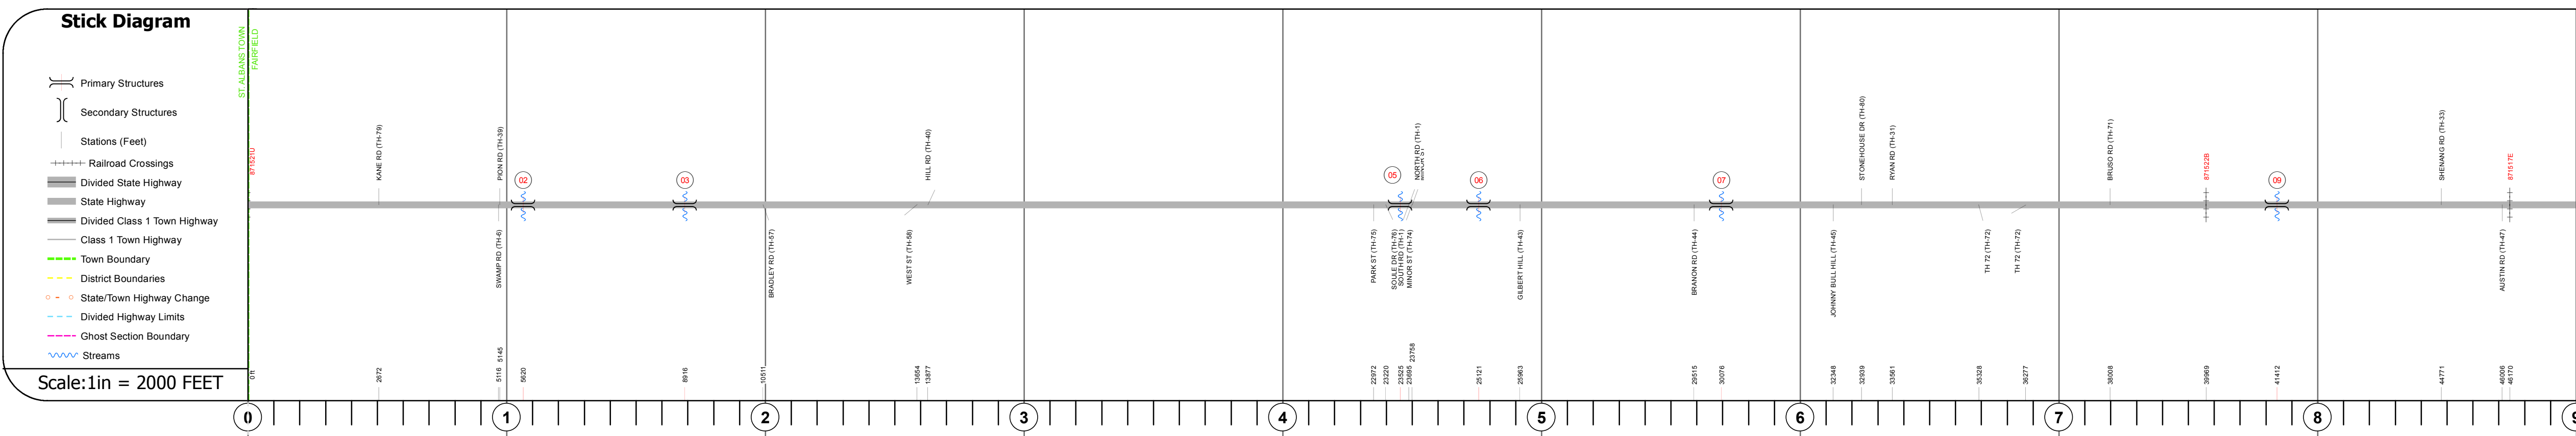 Stick Diagram
Primary Structures
Secondary Structures
Stations (Feet)
Railroad Crossings
Divided State Highway
State Highway
Divided Class 1 Town Highway
Class 1 Town Highway
Town Boundary
District Boundaries
State/Town Highway Change
Divided Highway Limits
Ghost Section Boundary
Streams
Scale:1in = 2000 FEET
ST. ALBANS TOWN
FAIRFIELD
871521U
KANE RD (TH-79)
PION RD (TH-39)
02
03
HILL RD (TH-40)
05
NORTH RD (TH-1)
06
07
STONEHOUSE DR (TH-80)
RYAN RD (TH-31)
BRUSO RD (TH-71)
871522B
09
SHENANG RD (TH-33)
871517E
SWAMP RD (TH-6)
BRADLEY RD (TH-57)
WEST ST (TH-58)
PARK ST (TH-75)
SOULE DR (TH-76)
SOUTH RD (TH-1)
MINOR ST (TH-74)
GILBERT HILL (TH-43)
BRANON RD (TH-44)
JOHNNY BULL HILL (TH-45)
TH 72 (TH-72)
TH 72 (TH-72)
AUSTIN RD (TH-47)
0 ft
2672
5116
5145
5620
8916
10511
13654
13877
22972
23220
23525
23695
23758
25121
25963
29515
30076
32348
32939
33561
35328
36277
38008
39969
41412
44771
46006
46170
0
1
2
3
4
5
6
7
8
9